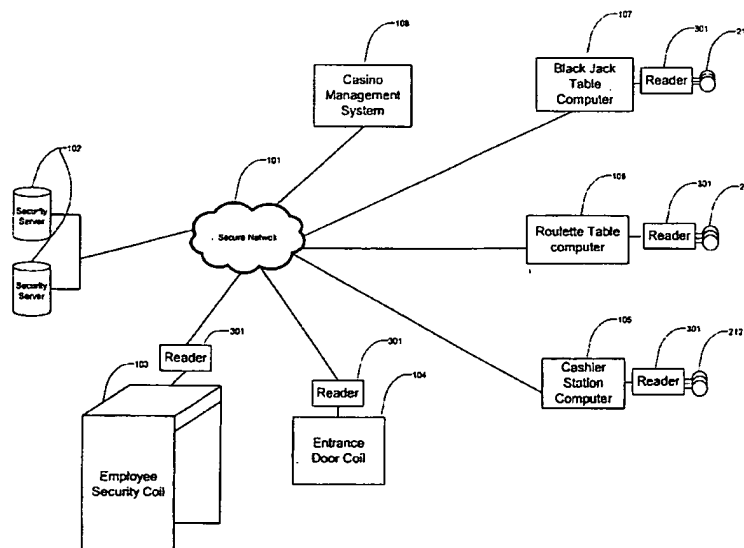 108
Casino
Management
System
107
Black Jack
Table
Computer
301
Reader
21
102
Security
Server
Security
Server
101
Secure Network
Roulette Table
computer
301
Reader
2
301
Reader
103
Employee
Security Coil
301
Reader
104
Entrance
Door Coil
105
Cashier
Station
Computer
301
Reader
212